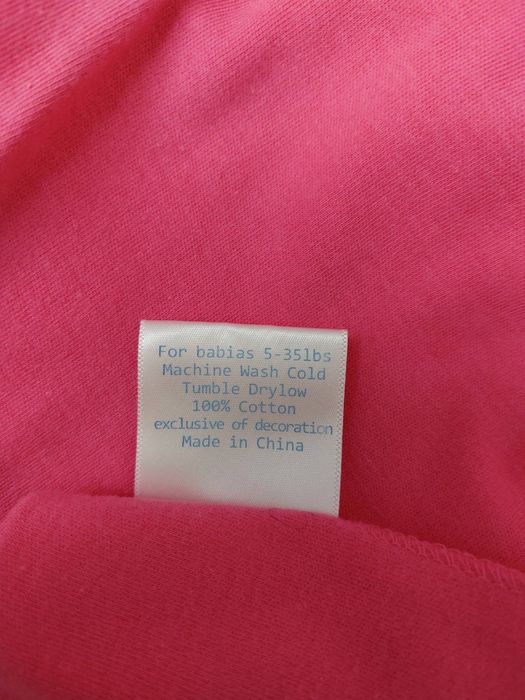 For babias 5-35lbs
Machine Wash Cold
Tumble Drylow
100% Cotton
exclusive of decoration
Made in China